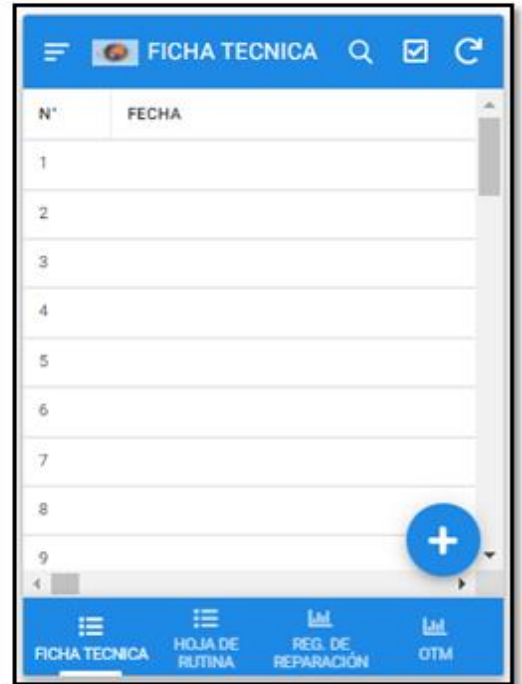 FICHA TECNICA
N° FECHA
1
2
3
4
5
6
7
8
9
FICHA TECNICA
HOJA DE
RUTINA
REG. DE
REPARACIÓN
OTM